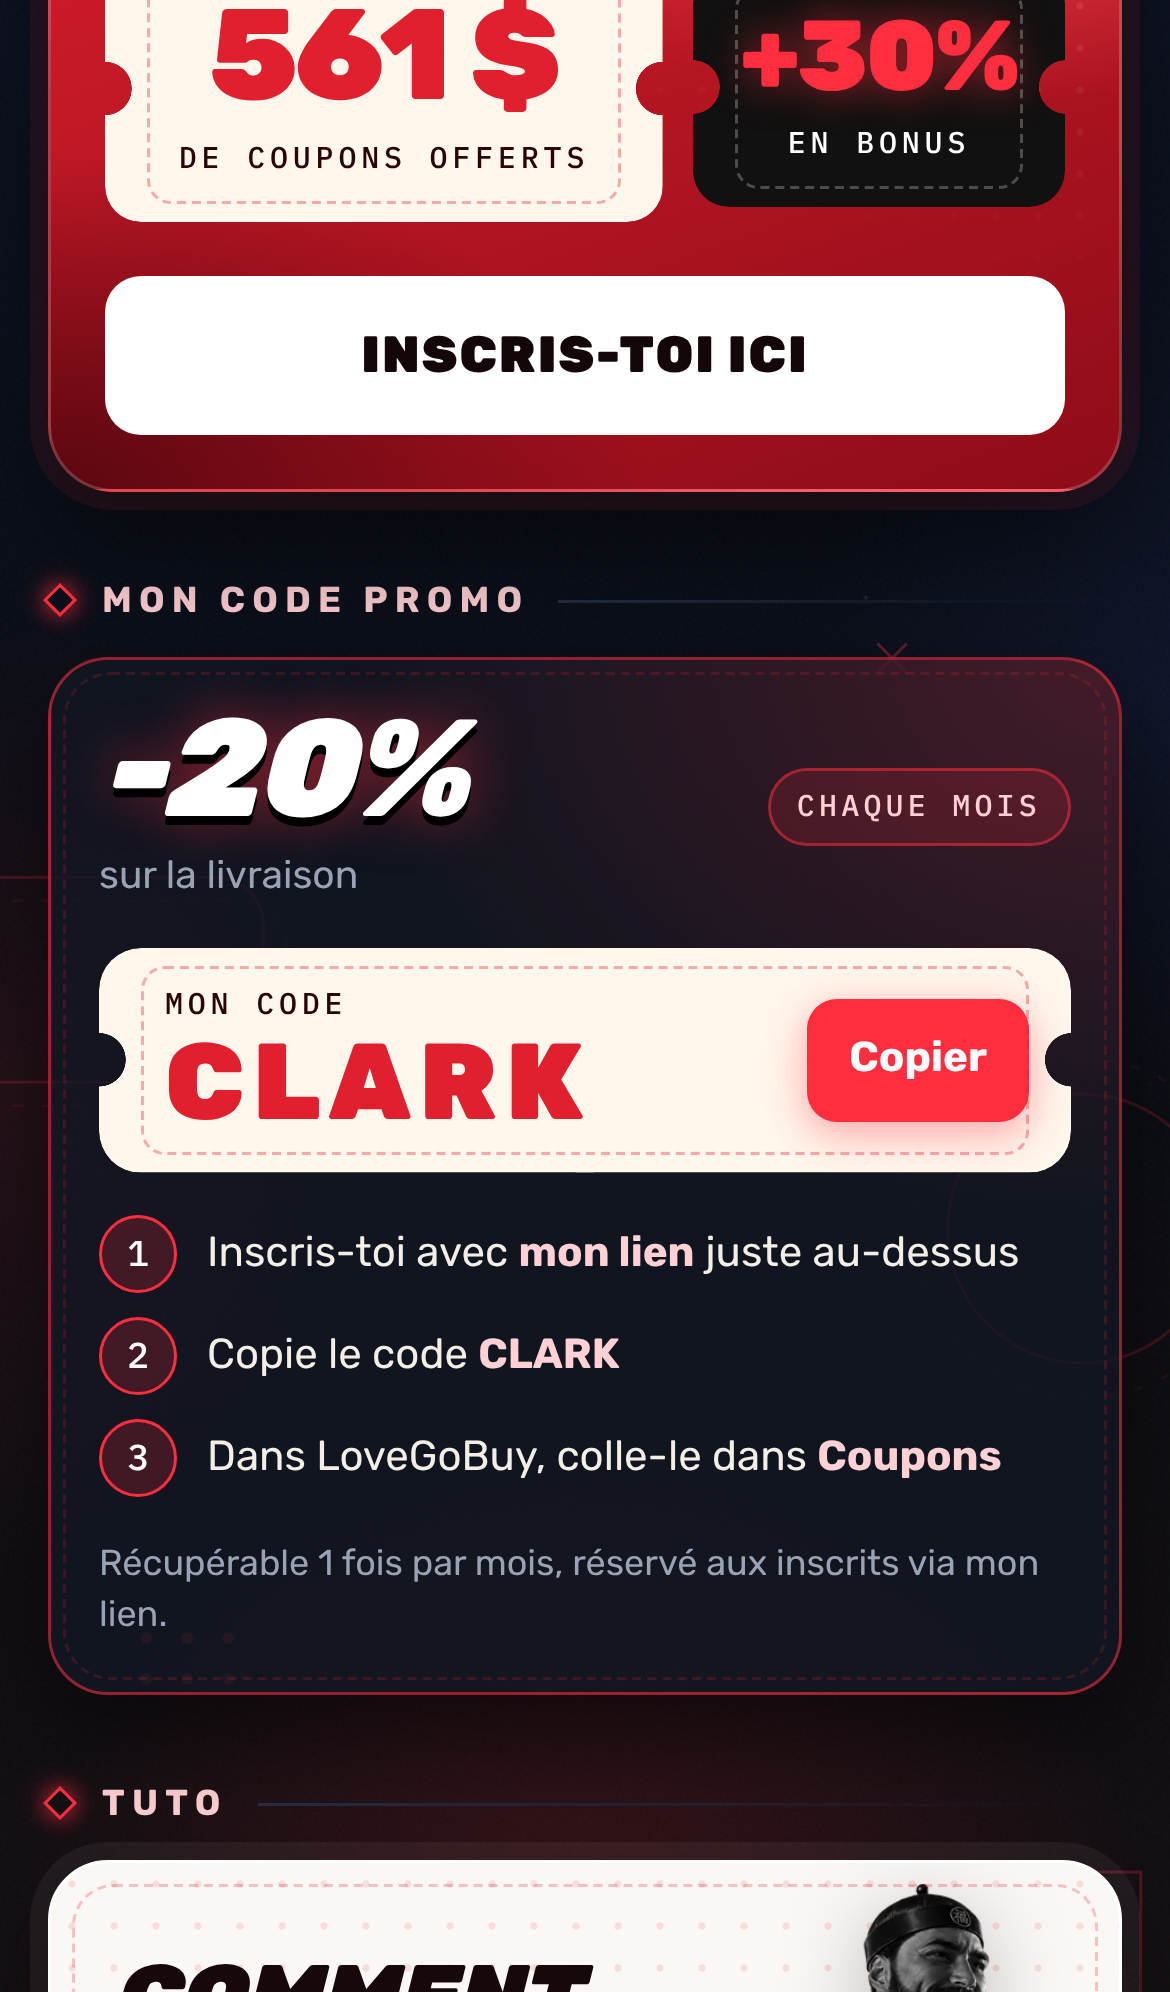 561 $
DE COUPONS OFFERTS
+30%
EN BONUS
INSCRIS-TOI ICI
MON CODE PROMO
-20%
CHAQUE MOIS
sur la livraison
MON CODE
CLARK
Copier
1 Inscris-toi avec mon lien juste au-dessus
2 Copie le code CLARK
3 Dans LoveGoBuy, colle-le dans Coupons
Récupérable 1 fois par mois, réservé aux inscrits via mon
lien.
TUTO
COMMENT